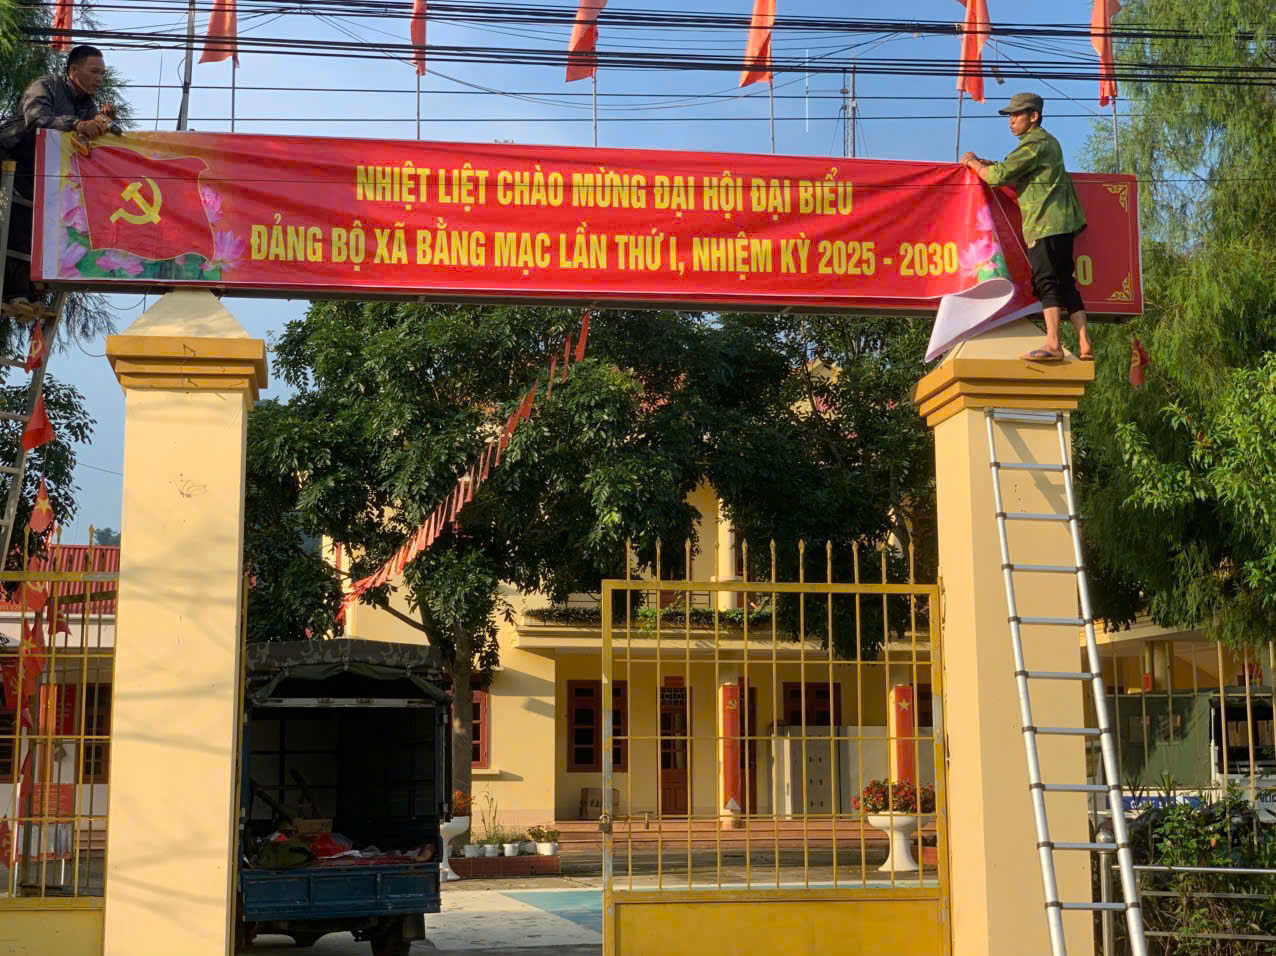 NHIỆT LIỆT CHÀO MỪNG ĐẠI HỘI ĐẠI BIỂU
ĐẢNG BỘ XÃ BẰNG MẠC LẦN THỨ I, NHIỆM KỲ 2025 - 2030
0